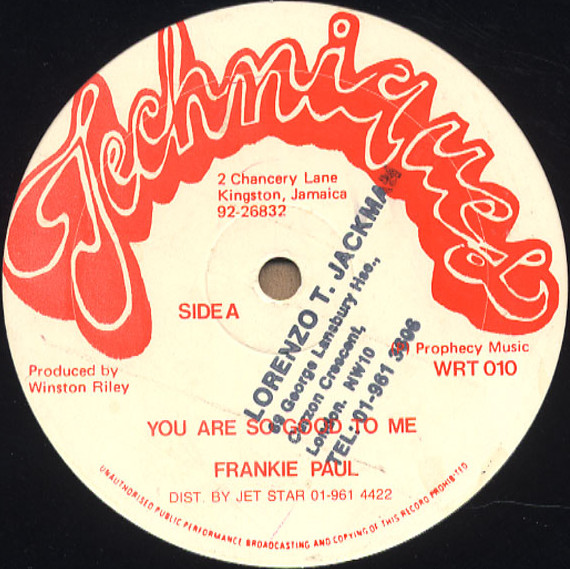 Techniques
2 Chancery Lane
Kingston, Jamaica
92-26832
SIDE A
Produced by
Winston Riley
(P) Prophecy Music
WRT 010
YOU ARE SO GOOD TO ME
FRANKIE PAUL
DIST. BY JET STAR 01-961 4422
UNAUTHORISED PUBLIC PERFORMANCE BROADCASTING AND COPYING OF THIS RECORD PROHIBITED
LORENZO T. JACKMAN
George Lansbury Hse.,
Curzon Crescent,
London. NW10
TEL: 01-961